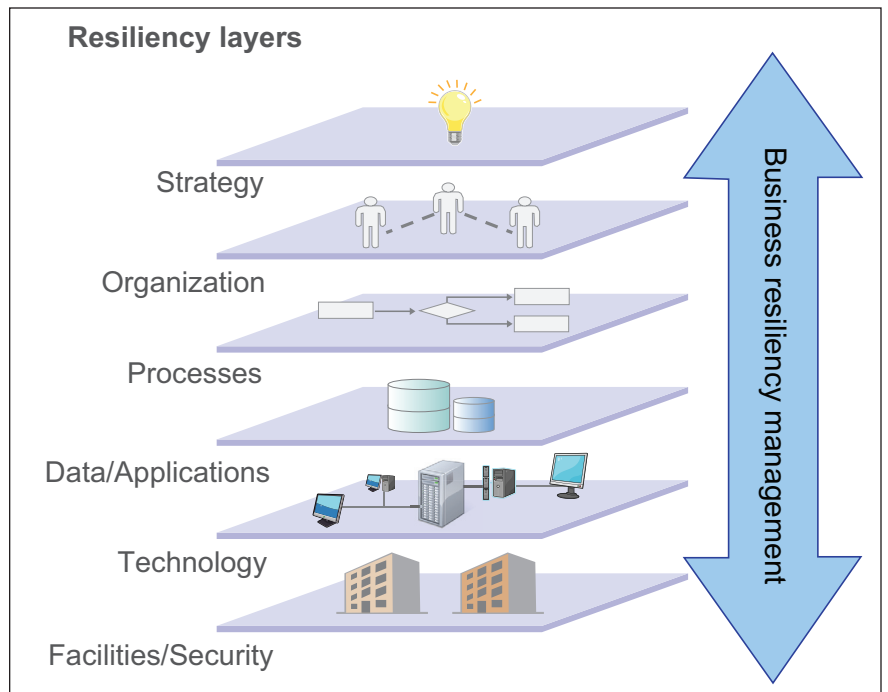 Resiliency layers
Strategy
Organization
Processes
Data/Applications
Technology
Facilities/Security
Business resiliency management